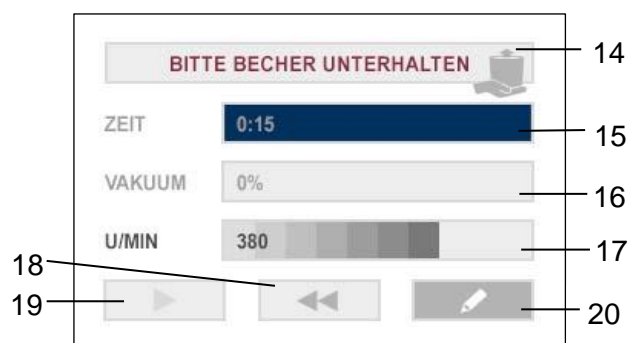 BITTE BECHER UNTERHALTEN
14
ZEIT
0:15
15
VAKUUM
0%
16
U/MIN
380
17
18
19
20